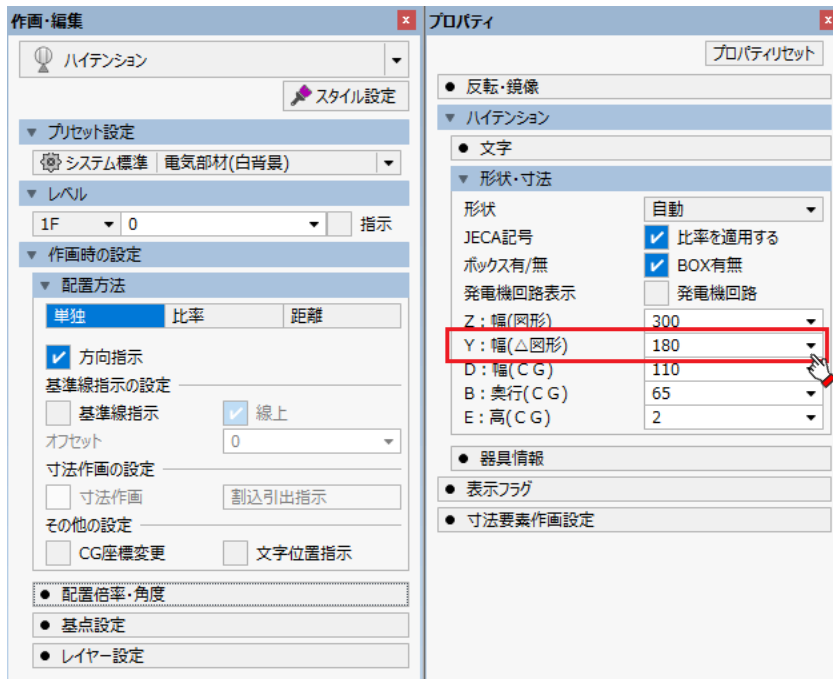 作画・編集
ハイテンション
スタイル設定
プリセット設定
システム標準 電気部材(白背景)
レベル
1F 0 指示
作画時の設定
配置方法
単独 比率 距離
方向指示
基準線指示の設定
基準線指示 線上
オフセット 0
寸法作画の設定
寸法作画 割込引出指示
その他の設定
CG座標変更 文字位置指示
配置倍率・角度
基点設定
レイヤー設定
プロパティ
プロパティリセット
反転・鏡像
ハイテンション
文字
形状・寸法
形状 自動
JECA記号 比率を適用する
ボックス有/無 BOX有無
発電機回路表示 発電機回路
Z:幅(図形) 300
Y:幅(△図形) 180
D:幅(CG) 110
B:奥行(CG) 65
E:高(CG) 2
器具情報
表示フラグ
寸法要素作画設定